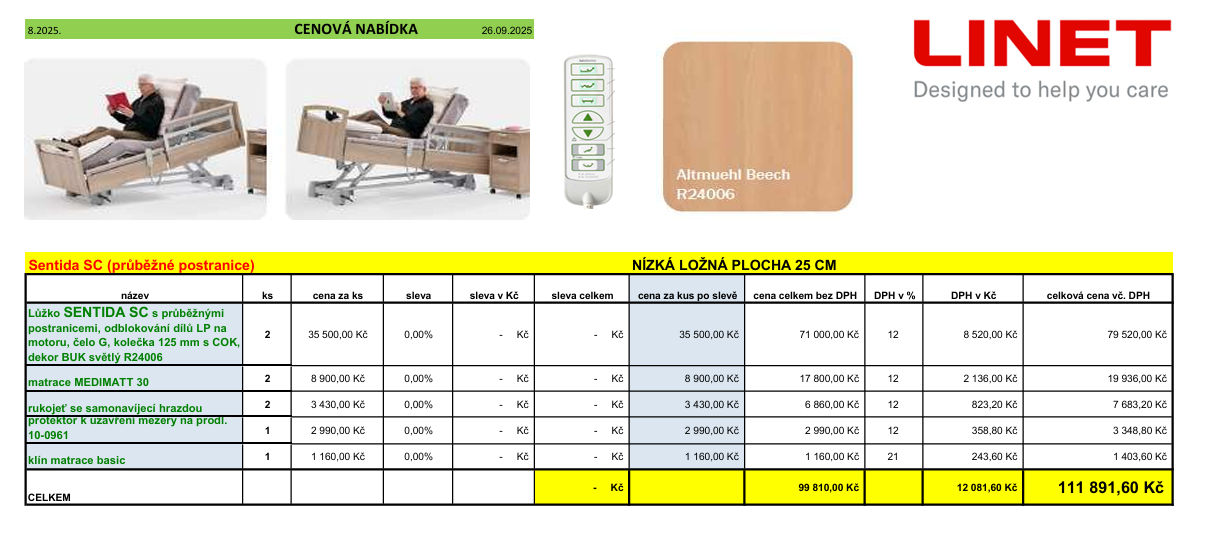 8.2025. CENOVÁ NABÍDKA 26.09.2025
LINET
Designed to help you care
Altmuehl Beech
R24006
Sentida SC (průběžné postranice) NÍZKÁ LOŽNÁ PLOCHA 25 CM
název ks cena za ks sleva sleva v Kč sleva celkem cena za kus po slevě cena celkem bez DPH DPH v % DPH v Kč celková cena vč. DPH
Lůžko SENTIDA SC s průběžnými
postranicemi, odblokování dílů LP na
motoru, čelo G, kolečka 125 mm s COK,
dekor BUK světlý R24006
2 35 500,00 Kč 0,00% - Kč - Kč 35 500,00 Kč 71 000,00 Kč 12 8 520,00 Kč 79 520,00 Kč
matrace MEDIMATT 30 2 8 900,00 Kč 0,00% - Kč - Kč 8 900,00 Kč 17 800,00 Kč 12 2 136,00 Kč 19 936,00 Kč
rukojeť se samonavíjecí hrazdou 2 3 430,00 Kč 0,00% - Kč - Kč 3 430,00 Kč 6 860,00 Kč 12 823,20 Kč 7 683,20 Kč
protektor k uzavření mezery na prodl.
10-0961
1 2 990,00 Kč 0,00% - Kč - Kč 2 990,00 Kč 2 990,00 Kč 12 358,80 Kč 3 348,80 Kč
klín matrace basic 1 1 160,00 Kč 0,00% - Kč - Kč 1 160,00 Kč 1 160,00 Kč 21 243,60 Kč 1 403,60 Kč
CELKEM - Kč 99 810,00 Kč 12 081,60 Kč 111 891,60 Kč